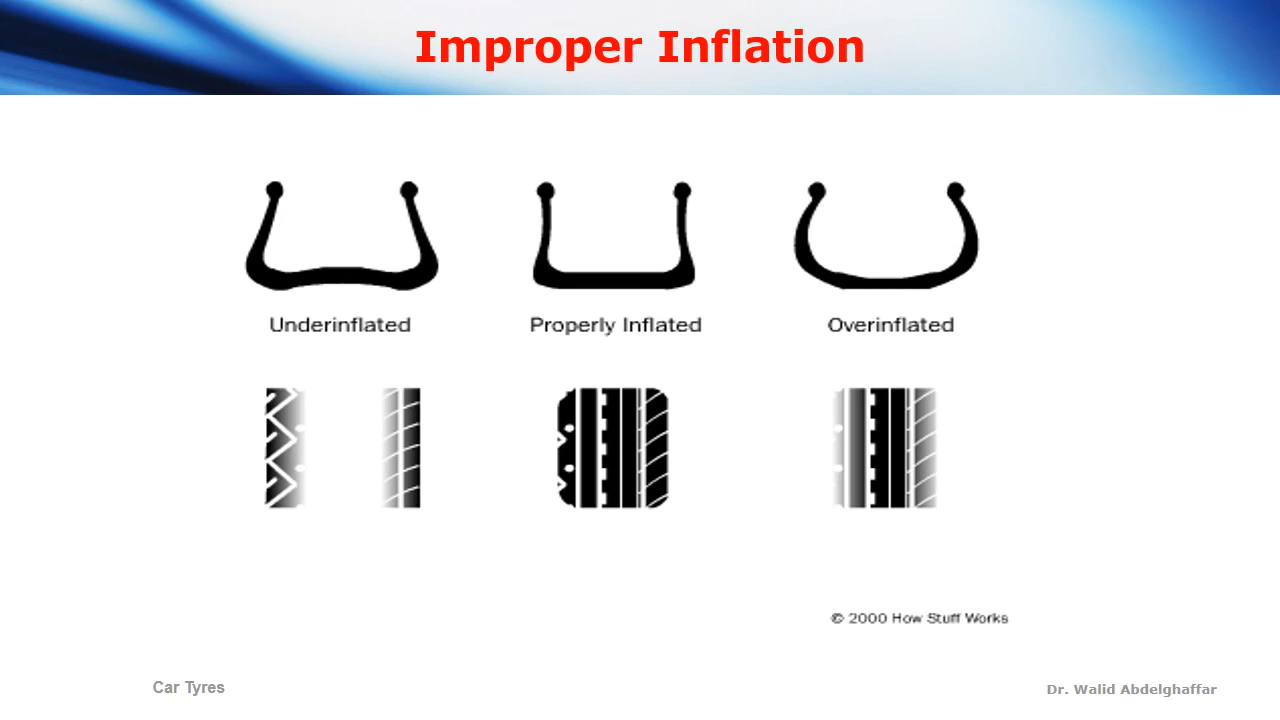 Improper Inflation
Underinflated
Properly Inflated
Overinflated
© 2000 How Stuff Works
Car Tyres
Dr. Walid Abdelghaffar